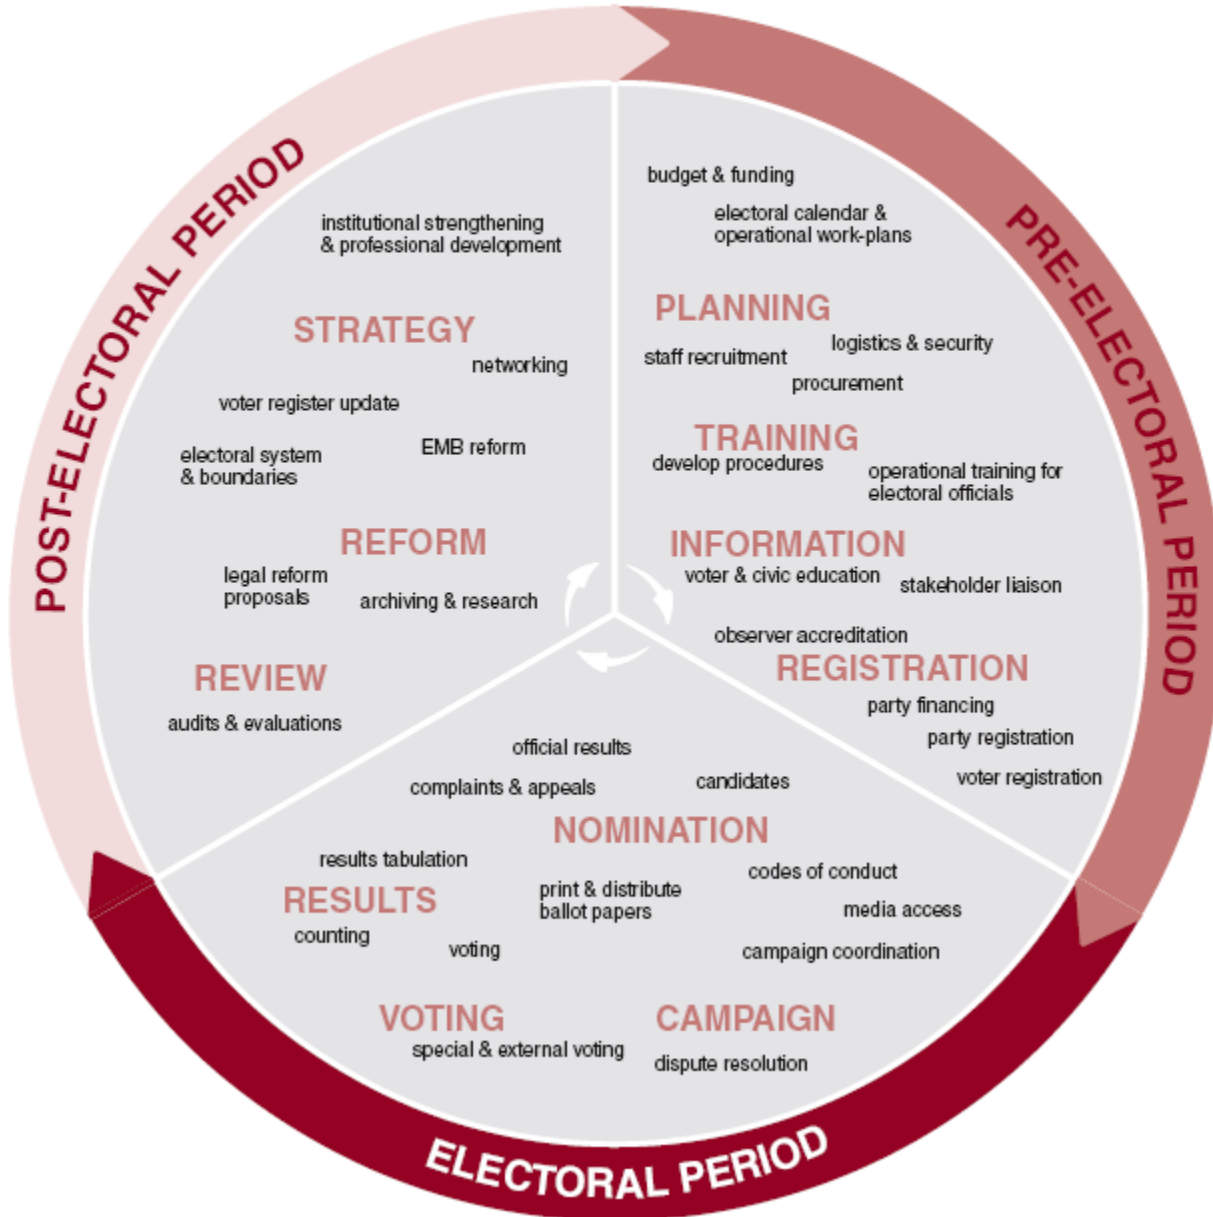 POST-ELECTORAL PERIOD
institutional strengthening
& professional development
STRATEGY
networking
voter register update
EMB reform
electoral system
& boundaries
REFORM
legal reform
proposals
archiving & research
REVIEW
audits & evaluations
PRE-ELECTORAL PERIOD
budget & funding
electoral calendar &
operational work-plans
PLANNING
logistics & security
staff recruitment
procurement
TRAINING
develop procedures
operational training for
electoral officials
INFORMATION
voter & civic education
stakeholder liaison
observer accreditation
REGISTRATION
party financing
party registration
voter registration
official results
complaints & appeals
candidates
NOMINATION
results tabulation
codes of conduct
RESULTS
print & distribute
ballot papers
media access
counting
voting
campaign coordination
VOTING
CAMPAIGN
special & external voting
dispute resolution
ELECTORAL PERIOD